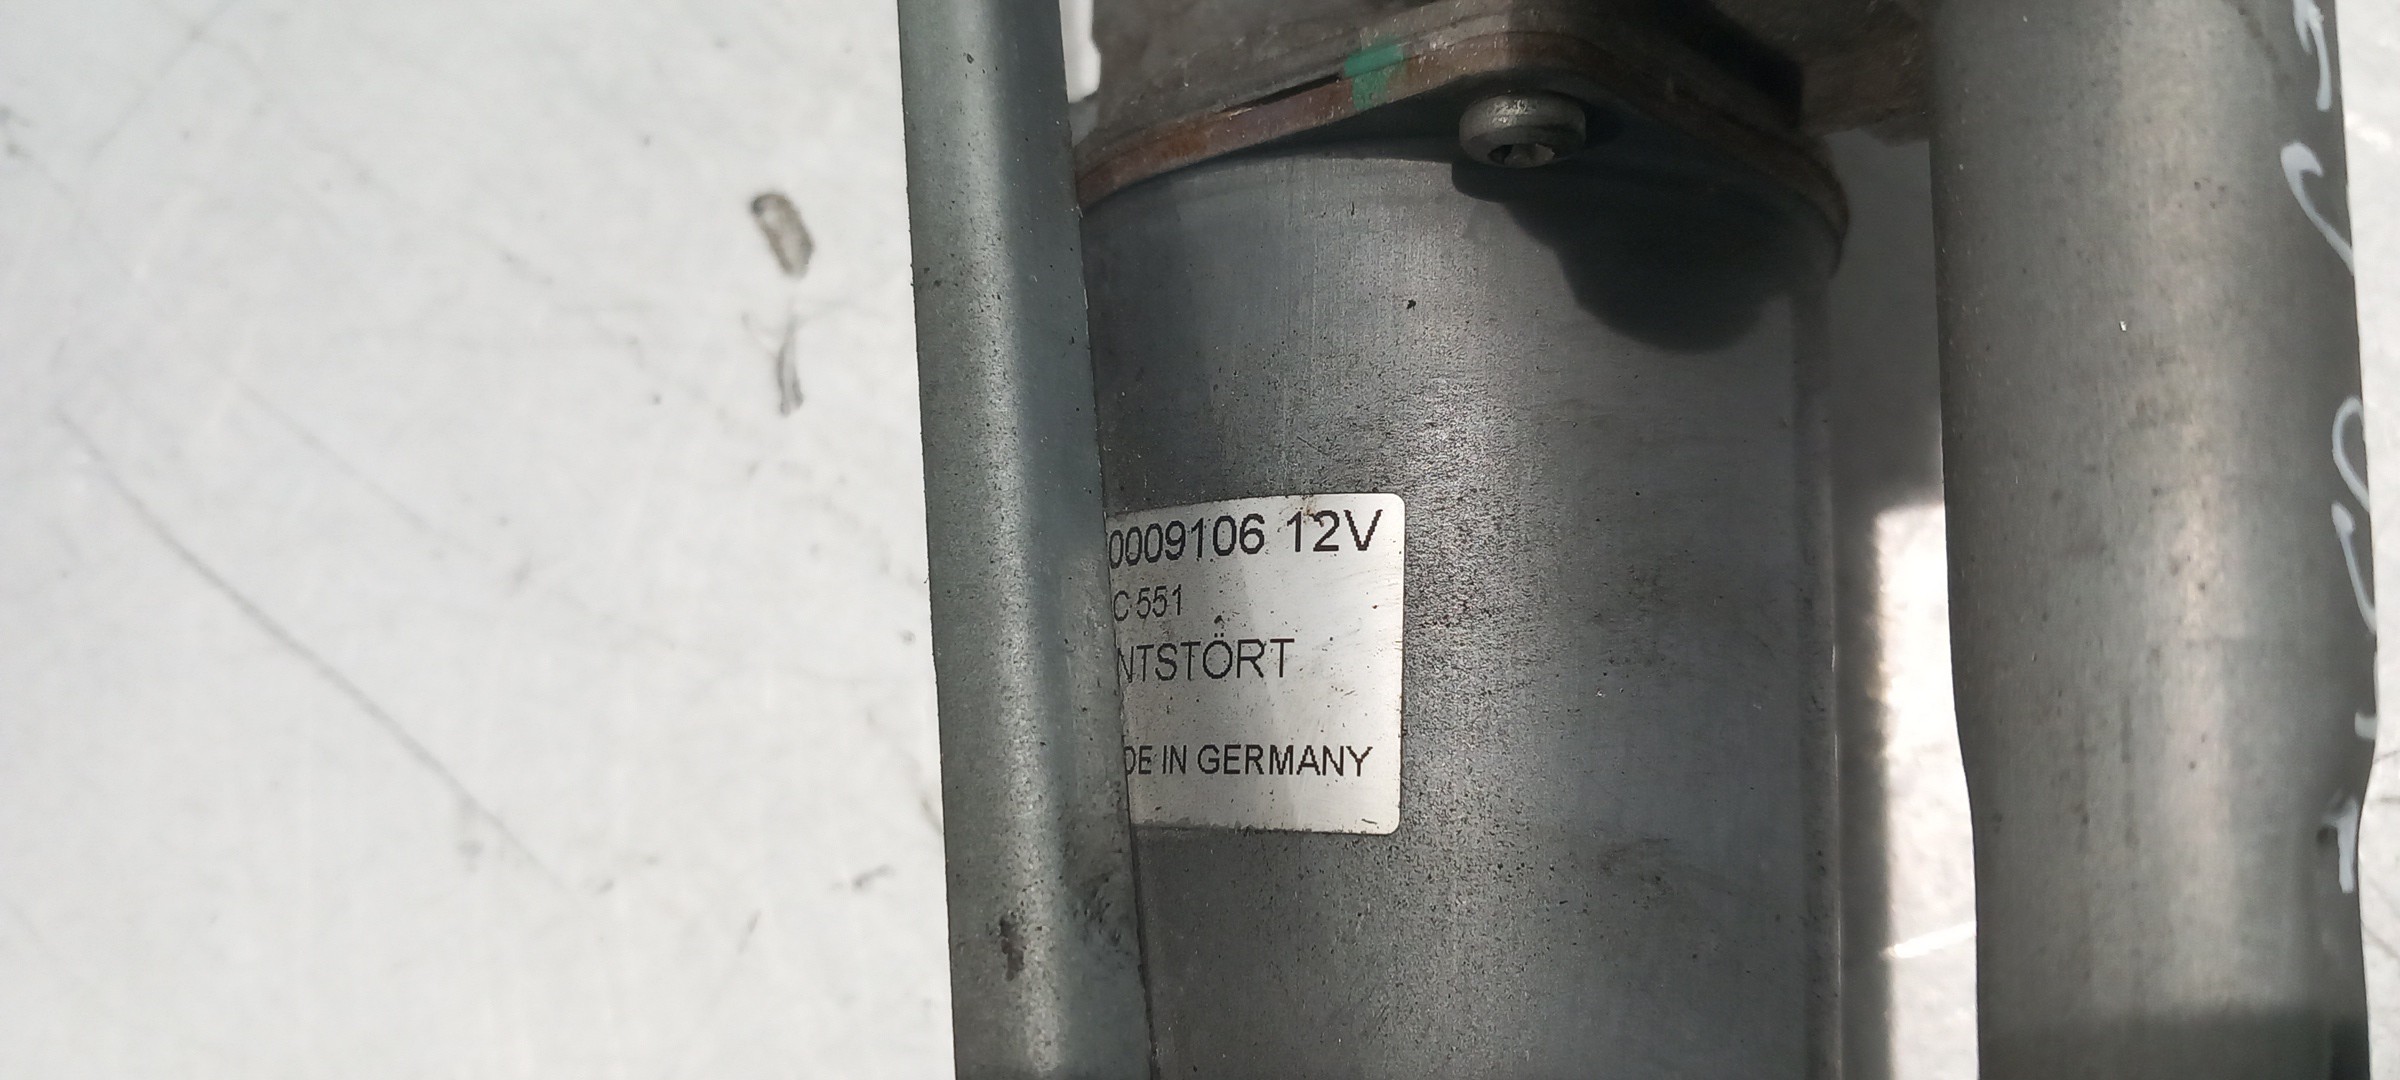 0009106 12V
C 551
NTSTÖRT
DE IN GERMANY